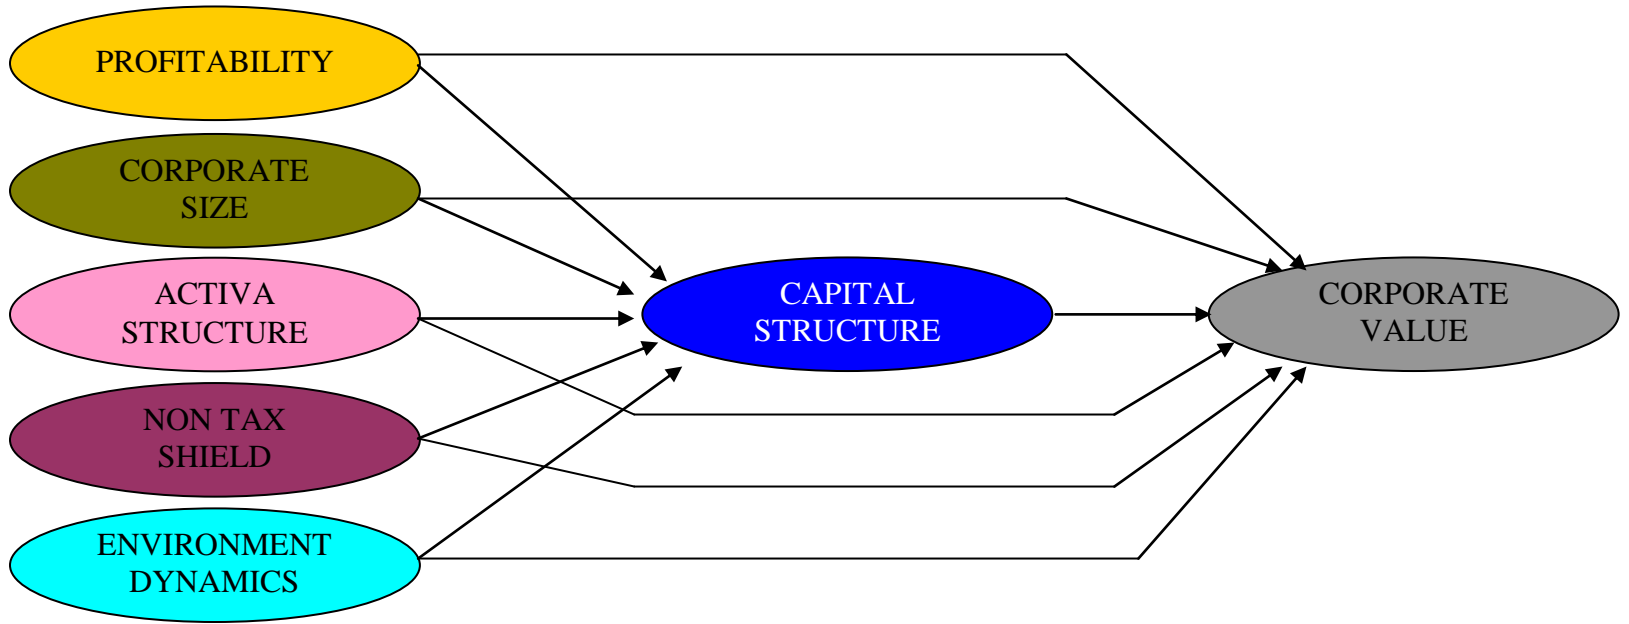 PROFITABILITY
CORPORATE
SIZE
ACTIVA
STRUCTURE
NON TAX
SHIELD
ENVIRONMENT
DYNAMICS
CAPITAL
STRUCTURE
CORPORATE
VALUE